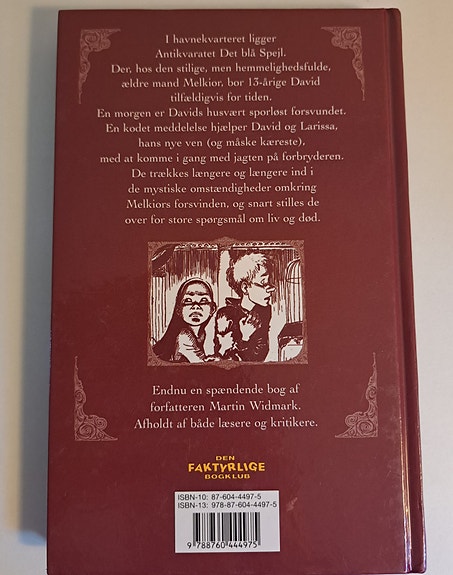 I havnekvarteret ligger
Antikvaratet Det blå Spejl.
Der, hos den stilige, men hemmelighedsfulde,
ældre mand Melkior, bor 13-årige David
tilfældigvis for tiden.
En morgen er Davids husvært sporløst forsvundet.
En kodet meddelelse hjælper David og Larissa,
hans nye ven (og måske kæreste),
med at komme i gang med jagten på forbryderen.
De trækkes længere og længere ind i
de mystiske omstændigheder omkring
Melkiors forsvinden, og snart stilles de
over for store spørgsmål om liv og død.
Endnu en spændende bog af
forfatteren Martin Widmark.
Afholdt af både læsere og kritikere.
DEN
FAKTYRLIGE
BOGKLUB
ISBN-10: 87-604-4497-5
ISBN-13: 978-87-604-4497-5
9 788760 444975